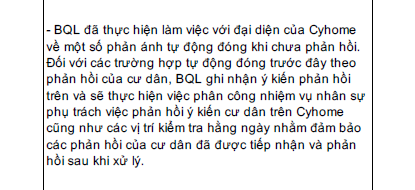 - BQL đã thực hiện làm việc với đại diện của Cyhome
về một số phản ánh tự động đóng khi chưa phản hồi.
Đối với các trường hợp tự động đóng trước đây theo
phản hồi của cư dân, BQL ghi nhận ý kiến phản hồi
trên và sẽ thực hiện việc phân công nhiệm vụ nhân sự
phụ trách việc phản hồi ý kiến cư dân trên Cyhome
cũng như các vị trí kiểm tra hằng ngày nhằm đảm bảo
các phản hồi của cư dân đã được tiếp nhận và phản
hồi sau khi xử lý.